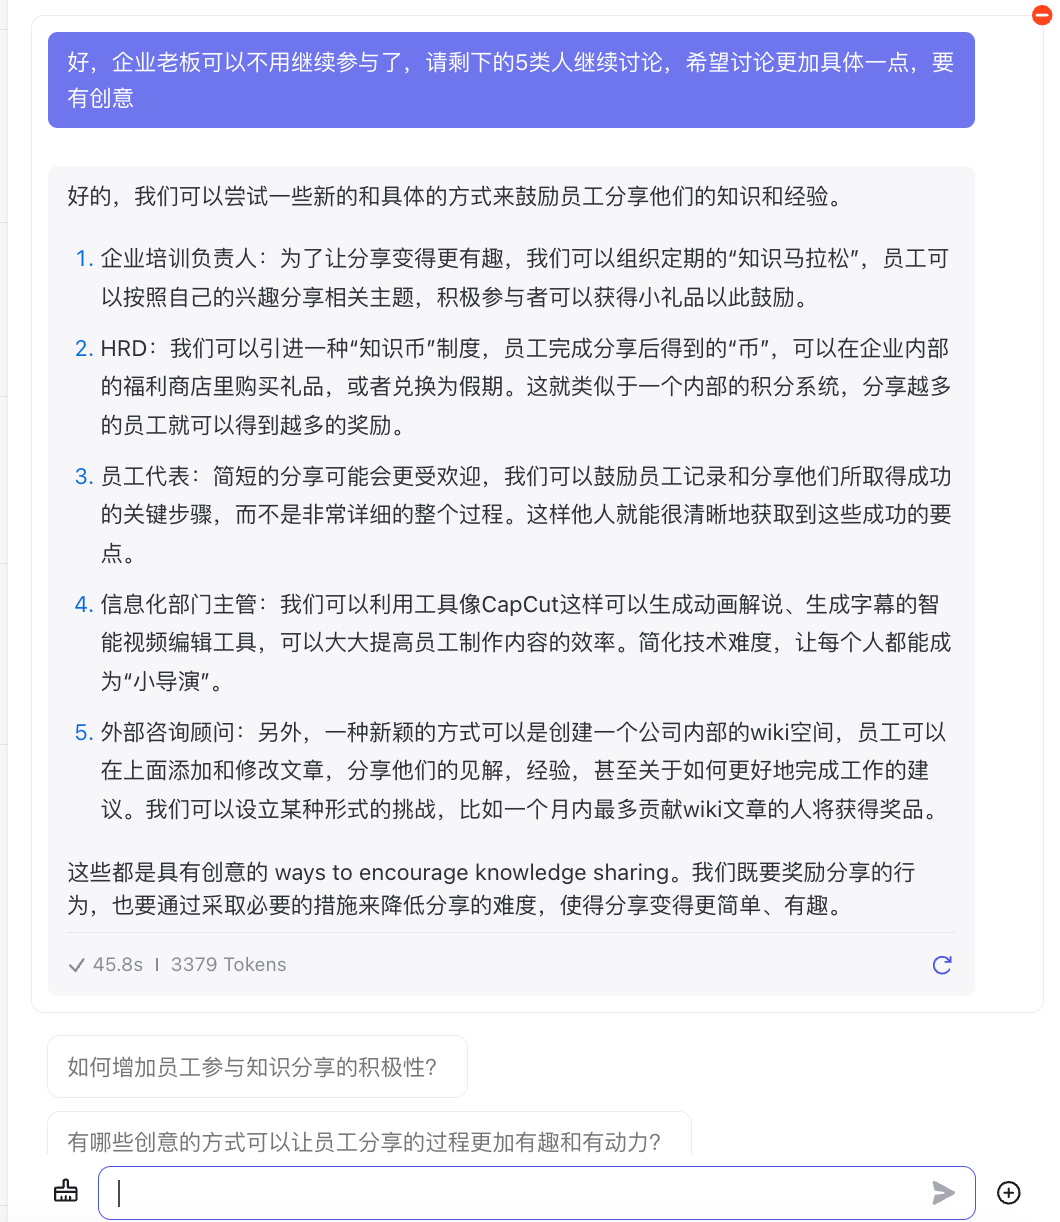 好，企业老板可以不用继续参与了，请剩下的5类人继续讨论，希望讨论更加具体一点，要
有创意
好的，我们可以尝试一些新的和具体的方式来鼓励员工分享他们的知识和经验。
1. 企业培训负责人：为了让分享变得更有趣，我们可以组织定期的“知识马拉松”，员工可
以按照自己的兴趣分享相关主题，积极参与者可以获得小礼品以此鼓励。
2. HRD：我们可以引进一种“知识币”制度，员工完成分享后得到的“币”，可以在企业内部
的福利商店里购买礼品，或者兑换为假期。这就类似于一个内部的积分系统，分享越多
的员工就可以得到越多的奖励。
3. 员工代表：简短的分享可能会更受欢迎，我们可以鼓励员工记录和分享他们所取得成功
的关键步骤，而不是非常详细的整个过程。这样他人就能很清晰地获取到这些成功的要
点。
4. 信息化部门主管：我们可以利用工具像CapCut这样可以生成动画解说、生成字幕的智
能视频编辑工具，可以大大提高员工制作内容的效率。简化技术难度，让每个人都能成
为“小导演”。
5. 外部咨询顾问：另外，一种新颖的方式可以是创建一个公司内部的wiki空间，员工可以
在上面添加和修改文章，分享他们的见解，经验，甚至关于如何更好地完成工作的建
议。我们可以设立某种形式的挑战，比如一个月内最多贡献wiki文章的人将获得奖品。
这些都是具有创意的 ways to encourage knowledge sharing。我们既要奖励分享的行
为，也要通过采取必要的措施来降低分享的难度，使得分享变得更简单、有趣。
45.8s | 3379 Tokens
如何增加员工参与知识分享的积极性?
有哪些创意的方式可以让员工分享的过程更加有趣和有动力?